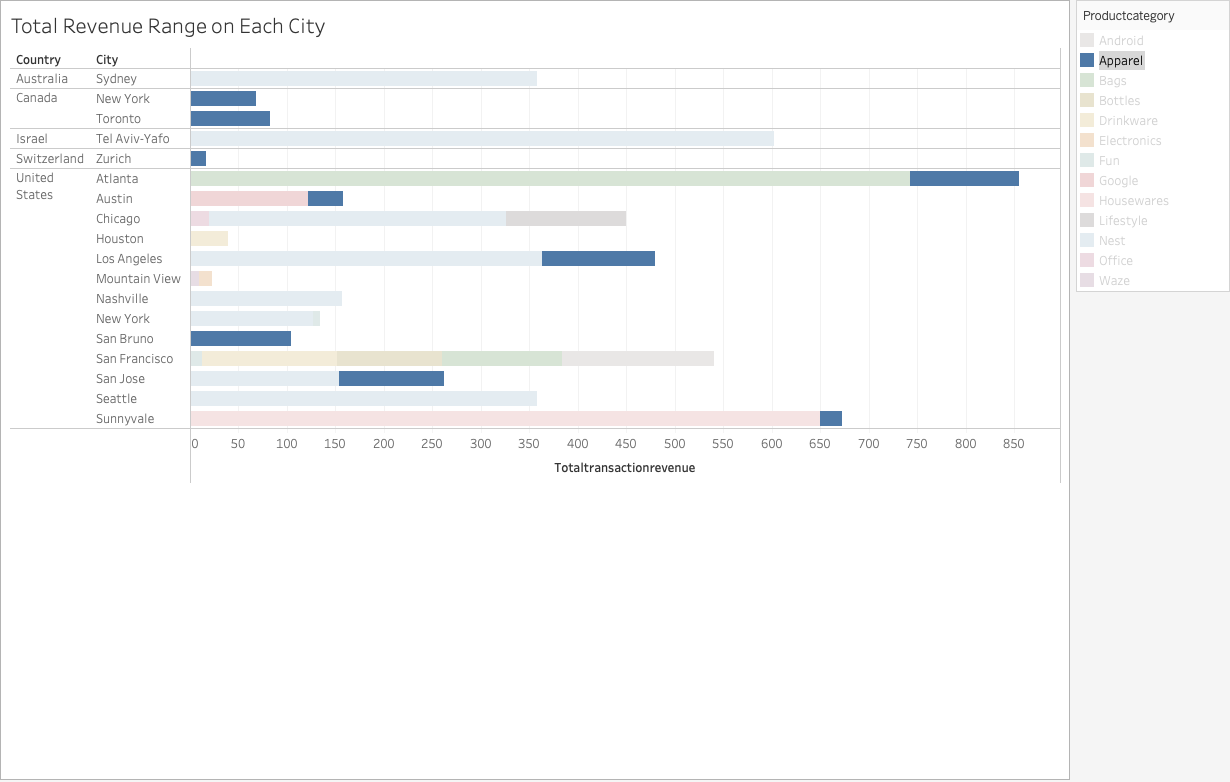 Total Revenue Range on Each City
Country City
Australia Sydney
Canada New York
Toronto
Israel Tel Aviv-Yafo
Switzerland Zurich
United States Atlanta
Austin
Chicago
Houston
Los Angeles
Mountain View
Nashville
New York
San Bruno
San Francisco
San Jose
Seattle
Sunnyvale
0 50 100 150 200 250 300 350 400 450 500 550 600 650 700 750 800 850
Totaltransactionrevenue
Productcategory
Android
Apparel
Bags
Bottles
Drinkware
Electronics
Fun
Google
Housewares
Lifestyle
Nest
Office
Waze